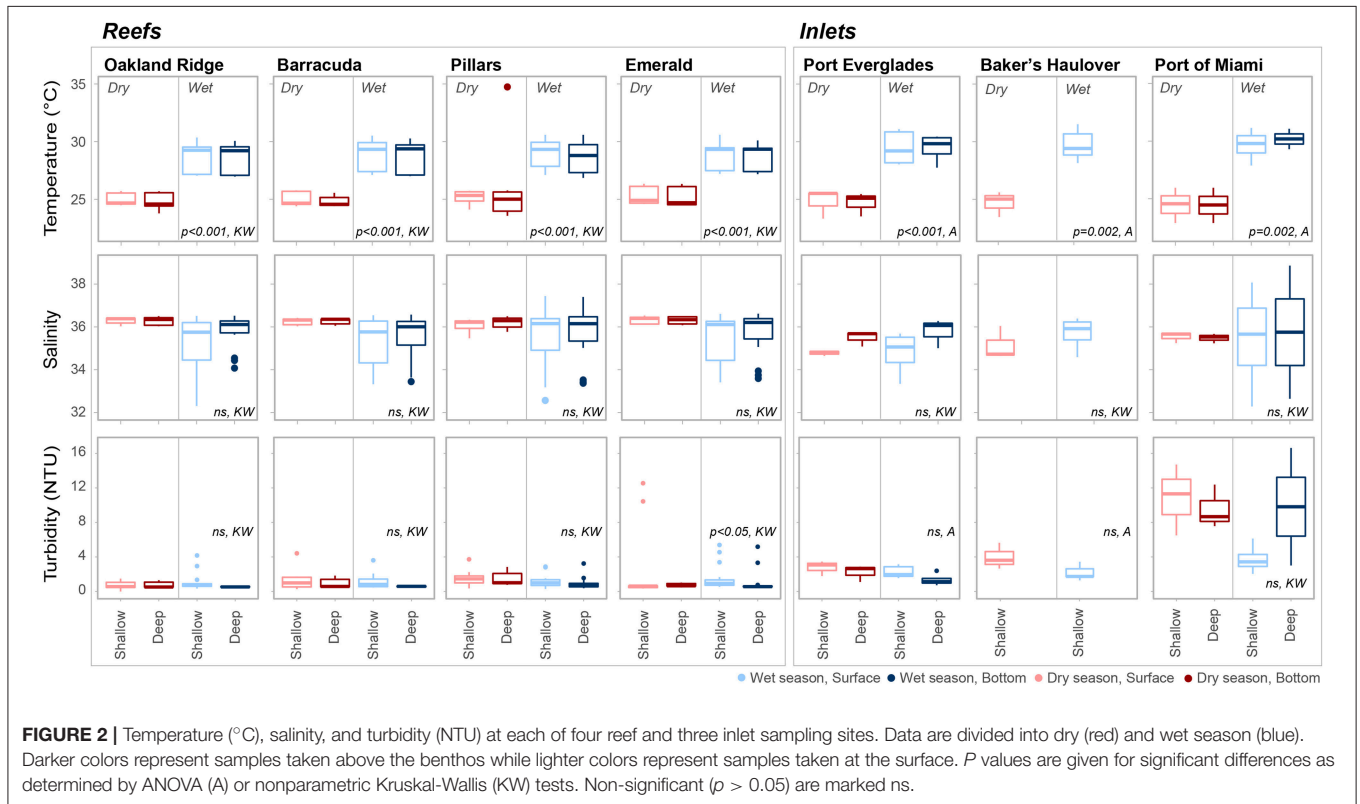 Reefs
Inlets
Oakland Ridge Barracuda Pillars Emerald Port Everglades Baker's Haulover Port of Miami
Temperature (°C)
35
30
25
Dry Wet Dry Wet Dry Wet Dry Wet Dry Wet Dry Wet Dry Wet
p<0.001, KW p<0.001, KW p<0.001, KW p<0.001, KW p<0.001, A p=0.002, A p=0.002, A
Salinity
38
36
34
32
ns, KW ns, KW ns, KW ns, KW ns, KW ns, KW ns, KW
Turbidity (NTU)
16
12
8
4
0
ns, KW ns, KW ns, KW p<0.05, KW ns, A ns, A ns, KW
Shallow Deep Shallow Deep Shallow Deep Shallow Deep Shallow Deep Shallow Deep Shallow Deep Shallow Deep Shallow Deep Shallow Deep Shallow Shallow Shallow Deep Shallow Deep
Wet season, Surface Wet season, Bottom Dry season, Surface Dry season, Bottom
FIGURE 2 | Temperature (°C), salinity, and turbidity (NTU) at each of four reef and three inlet sampling sites. Data are divided into dry (red) and wet season (blue).
Darker colors represent samples taken above the benthos while lighter colors represent samples taken at the surface. P values are given for significant differences as
determined by ANOVA (A) or nonparametric Kruskal-Wallis (KW) tests. Non-significant (p > 0.05) are marked ns.